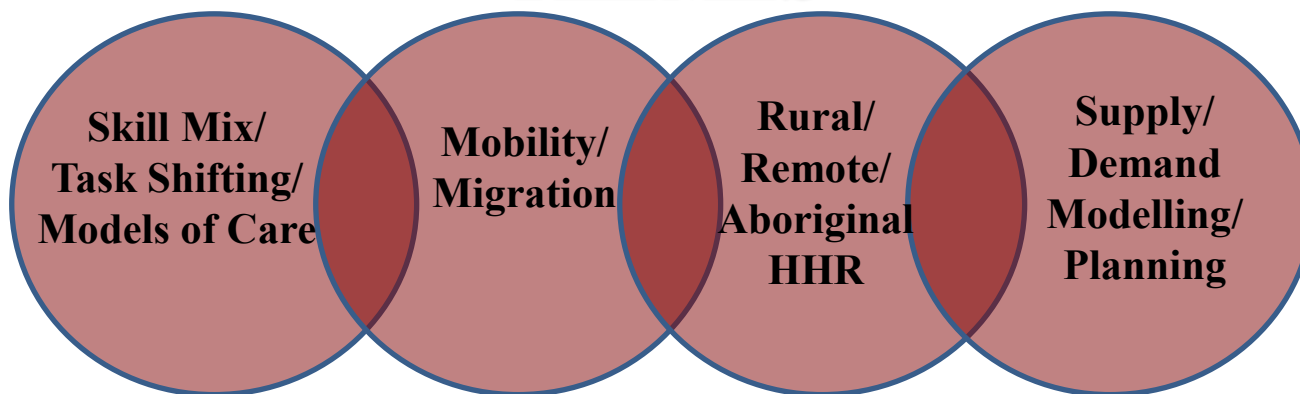 Skill Mix/
Task Shifting/
Models of Care
Mobility/
Migration
Rural/
Remote/
Aboriginal
HHR
Supply/
Demand
Modelling/
Planning